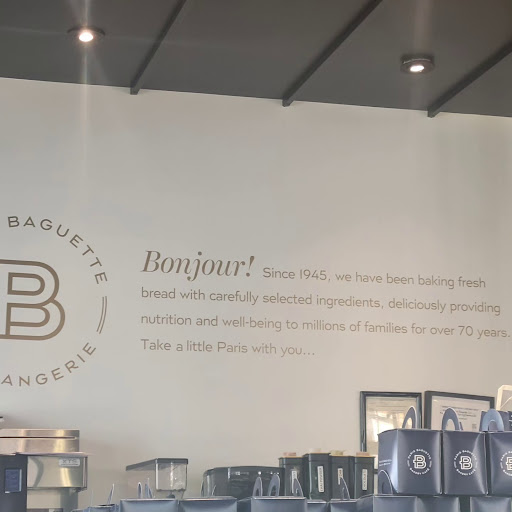 BAGUETTE
B
ANGERIE
Bonjour! Since 1945, we have been baking fresh
bread with carefully selected ingredients, deliciously providing
nutrition and well-being to millions of families for over 70 years.
Take a little Paris with you...
B
B